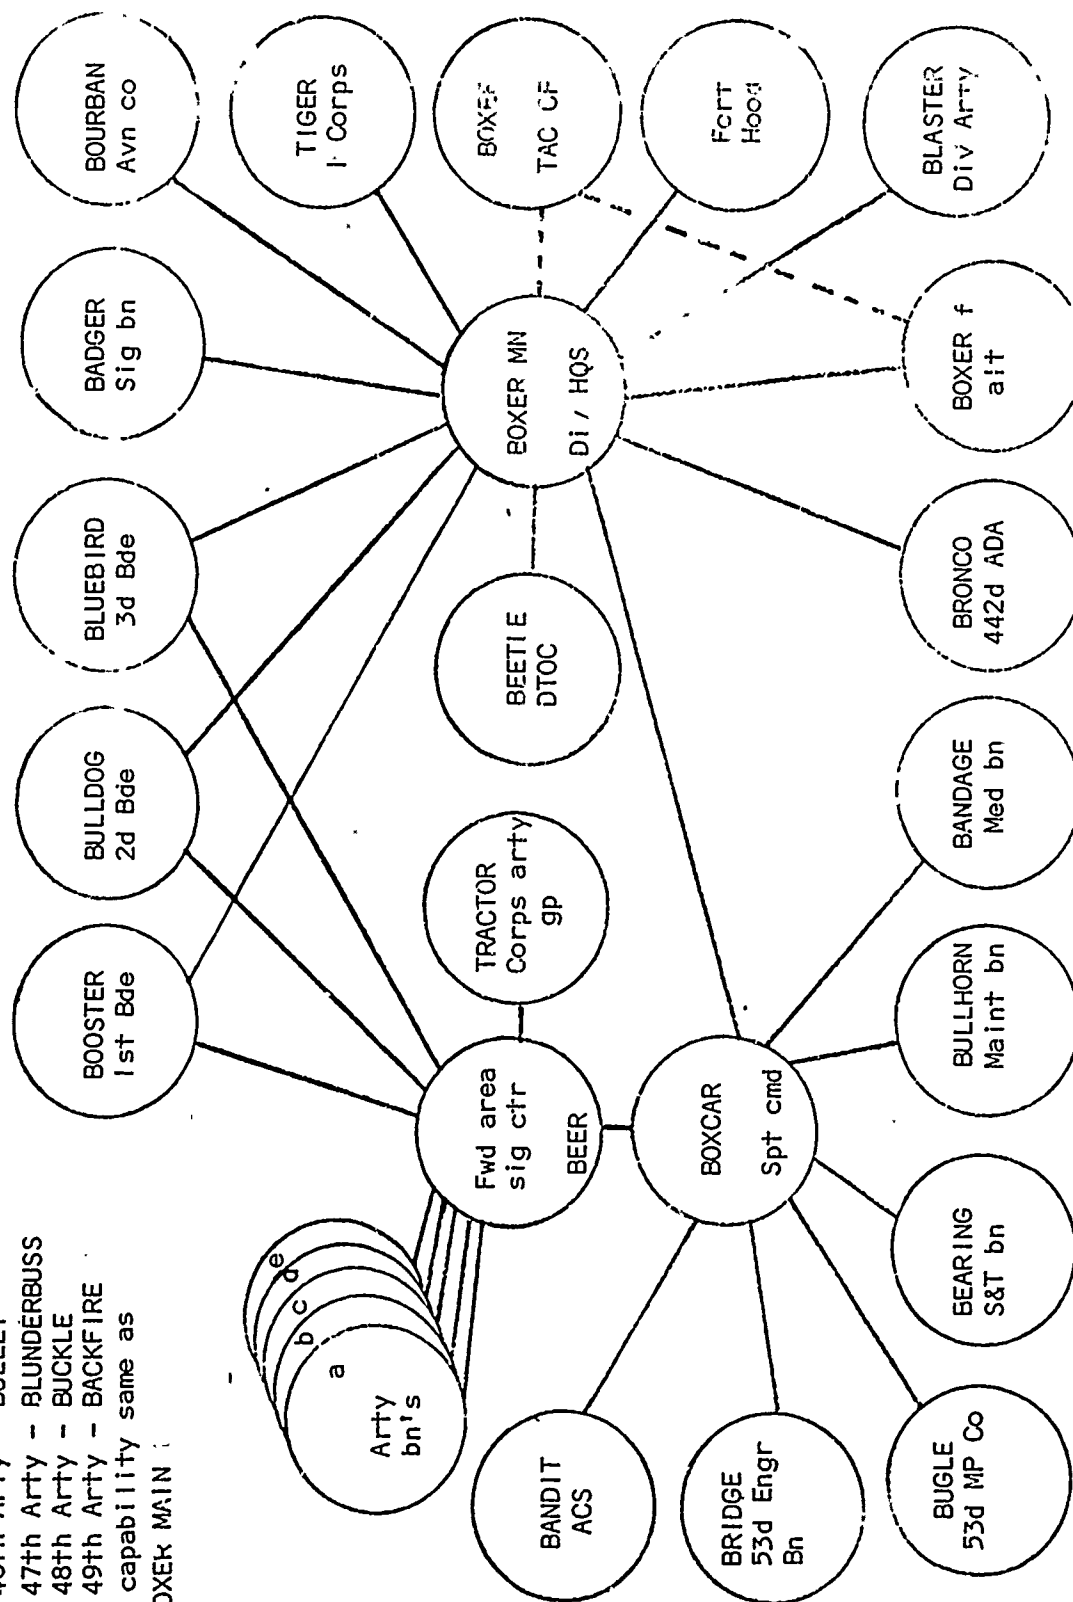 47th Arty - BLUNDERBUSS
48th Arty - BUCKLE
49th Arty - BACKFIRE
capability same as
MAIN
a
b
c
d
e
Arty
bn's
BOOSTER
1st Bde
BULLDOG
2d Bde
BLUEBIRD
3d Bde
BADGER
Sig bn
BOURBAN
Avn co
TIGER
Corps
BOXER
TAC
Fort
Hood
BLASTER
Div Arty
BOXER MN
Di / HQS
BEETIE
DTOC
TRACTOR
Corps arty
gp
Fwd area
sig ctr
BEER
BOXCAR
Spt cmd
BANDIT
ACS
BRIDGE
53d Engr
Bn
BUGLE
53d MP Co
BEARING
S&T bn
BULLHORN
Maint bn
BANDAGE
Med bn
BRONCO
442d ADA
BOXER f
alt